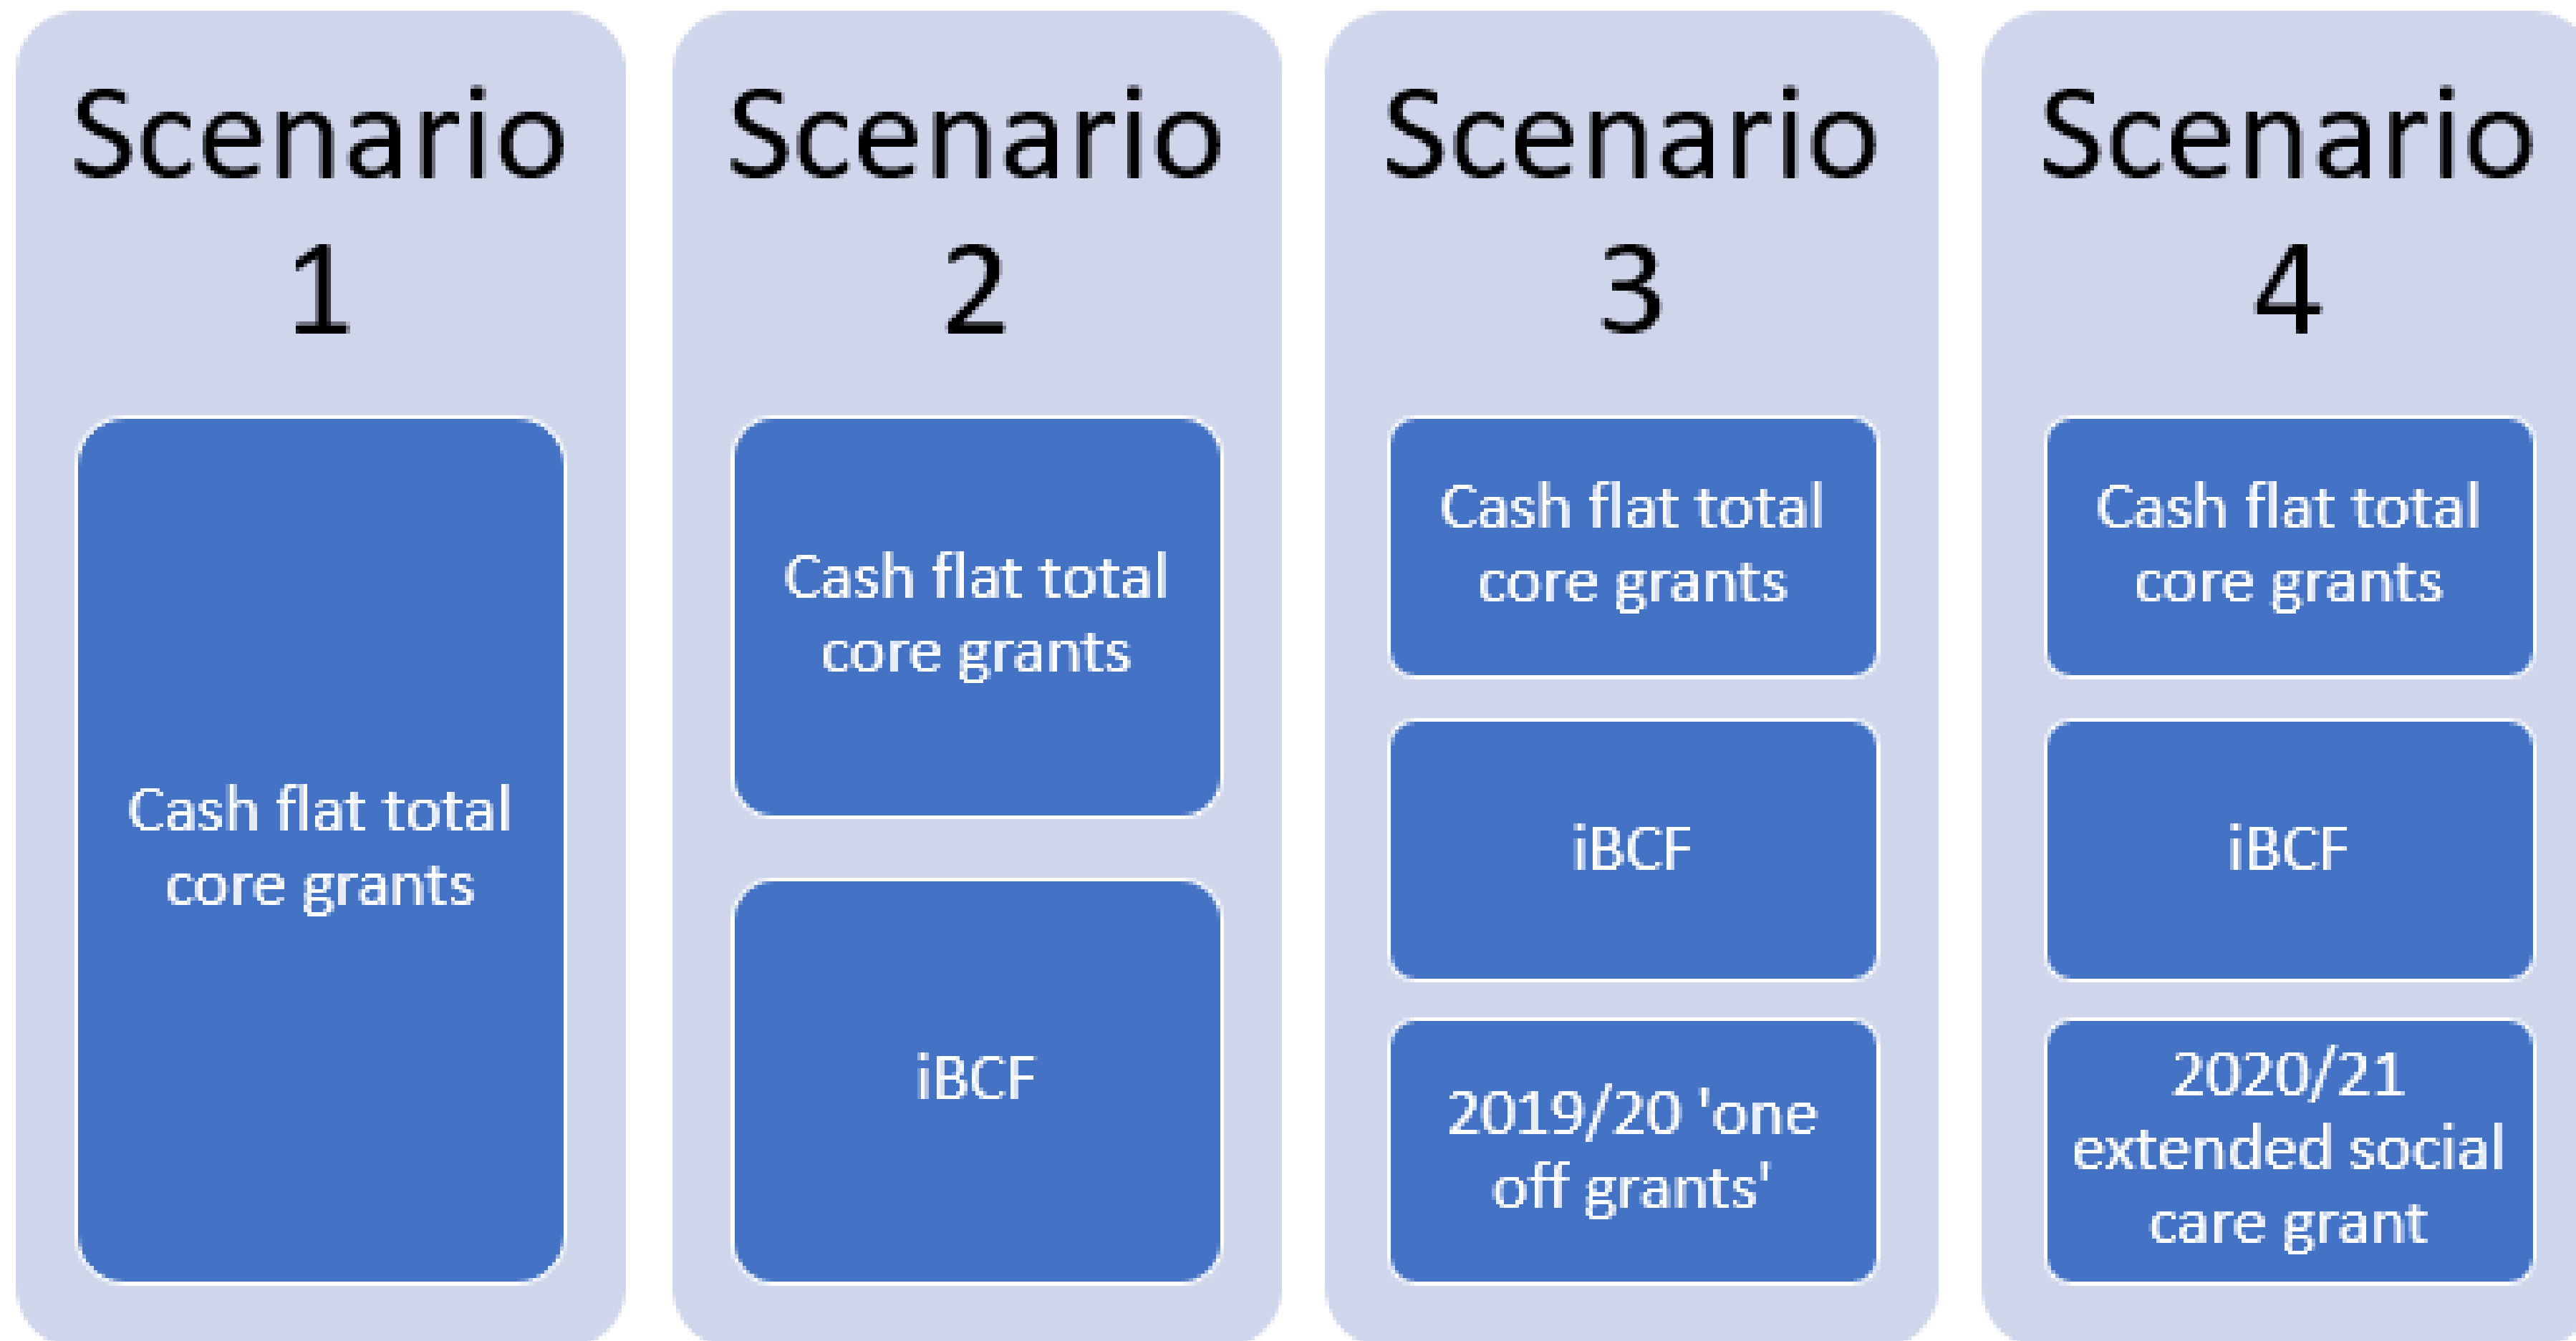 Scenario
1
Cash flat total
core grants
Scenario
2
Cash flat total
core grants
iBCF
Scenario
3
Cash flat total
core grants
iBCF
2019/20 'one
off grants'
Scenario
4
Cash flat total
core grants
iBCF
2020/21
extended social
care grant